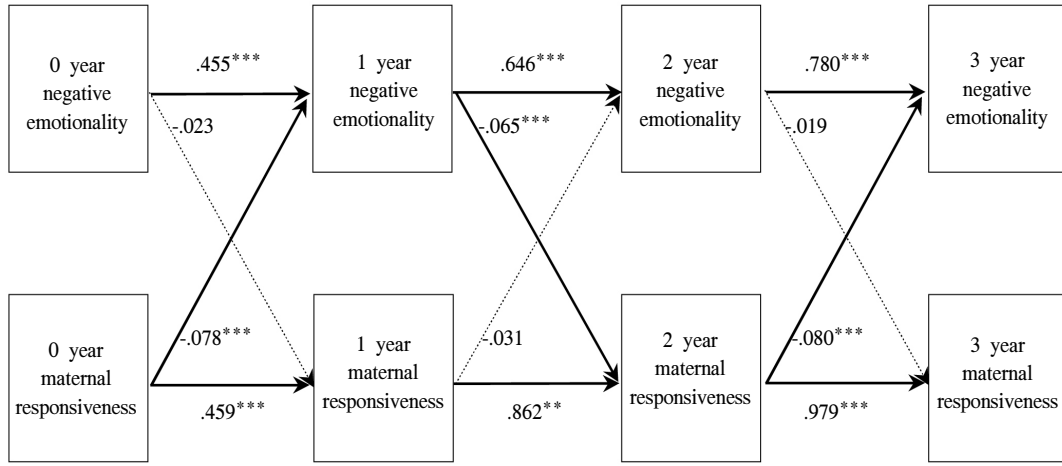 0 year
negative
emotionality
.455***
1 year
negative
emotionality
.646***
2 year
negative
emotionality
.780***
3 year
negative
emotionality
-.023
-.065***
-.019
0 year
maternal
responsiveness
-.078***
1 year
maternal
responsiveness
-.031
2 year
maternal
responsiveness
-.080***
3 year
maternal
responsiveness
.459***
.862**
.979***